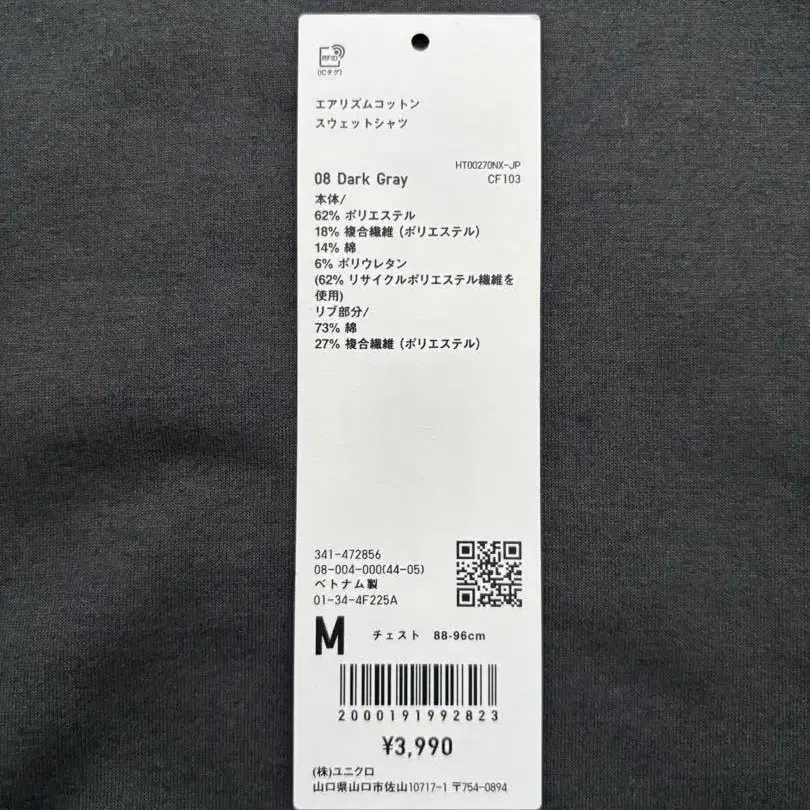 RFID
(ICタグ)
エアリズムコットン
スウェットシャツ
HT00270NX-JP
08 Dark Gray
CF103
本体/
62% ポリエステル
18% 複合繊維 (ポリエステル)
14% 綿
6% ポリウレタン
(62% リサイクルポリエステル繊維を
使用)
リブ部分/
73% 綿
27% 複合繊維 (ポリエステル)
341-472856
08-004-000(44-05)
ベトナム製
01-34-4F225A
M チェスト 88-96cm
2000191992823
¥3,990
(株)ユニクロ
山口県山口市佐山10717-1 〒754-0894